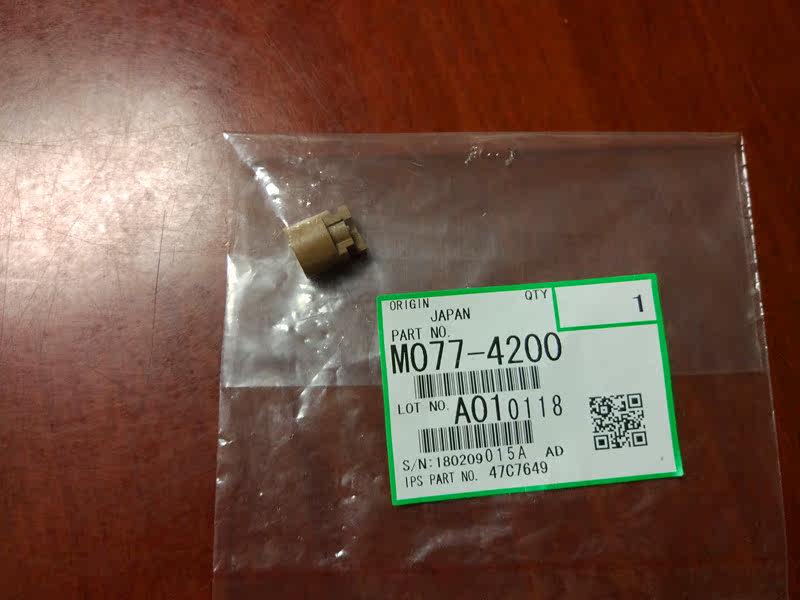 ORIGIN
JAPAN
QTY
1
PART NO.
M077-4200
LOT NO. A010118
S/N:180209015A AD
IPS PART NO. 47C7649